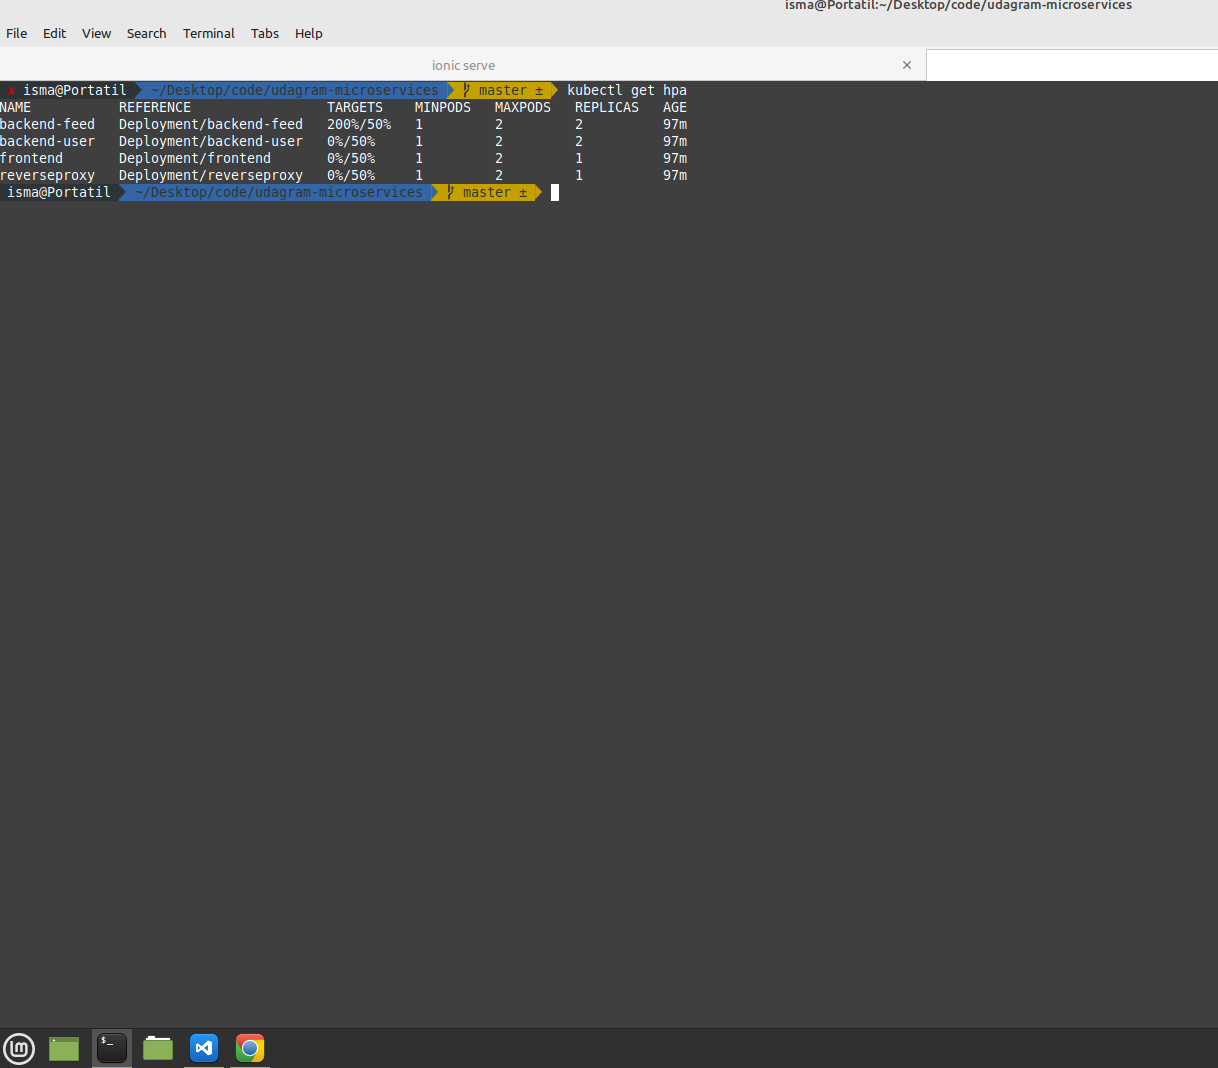 isma@Portatil:~/Desktop/code/udagram-microservices
File Edit View Search Terminal Tabs Help
ionic serve ×
✘ isma@Portatil ~/Desktop/code/udagram-microservices master ± kubectl get hpa
NAME REFERENCE TARGETS MINPODS MAXPODS REPLICAS AGE
backend-feed Deployment/backend-feed 200%/50% 1 2 2 97m
backend-user Deployment/backend-user 0%/50% 1 2 2 97m
frontend Deployment/frontend 0%/50% 1 2 1 97m
reverseproxy Deployment/reverseproxy 0%/50% 1 2 1 97m
isma@Portatil ~/Desktop/code/udagram-microservices master ±
$_